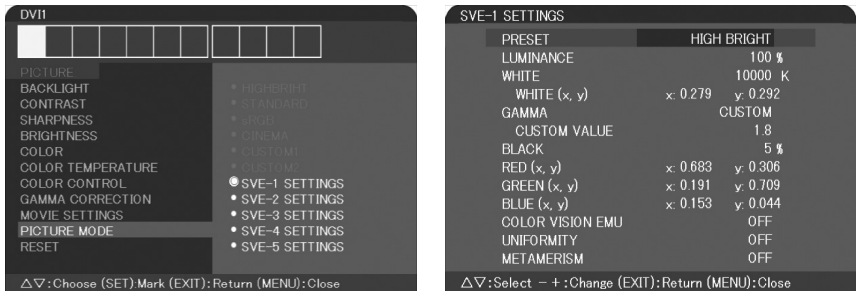 DVI1
PICTURE
BACKLIGHT
• HIGHBRIHT
CONTRAST
• STANDARD
SHARPNESS
• sRGB
BRIGHTNESS
• CINEMA
COLOR
• CUSTOM1
COLOR TEMPERATURE
• CUSTOM2
COLOR CONTROL
SVE-1 SETTINGS
GAMMA CORRECTION
• SVE-2 SETTINGS
MOVIE SETTINGS
• SVE-3 SETTINGS
PICTURE MODE
• SVE-4 SETTINGS
RESET
• SVE-5 SETTINGS
△▽:Choose (SET):Mark (EXIT):Return (MENU):Close
SVE-1 SETTINGS
PRESET HIGH BRIGHT
LUMINANCE 100 %
WHITE 10000 K
WHITE (x, y) x: 0.279 y: 0.292
GAMMA CUSTOM
CUSTOM VALUE 1.8
BLACK 5 %
RED (x, y) x: 0.683 y: 0.306
GREEN (x, y) x: 0.191 y: 0.709
BLUE (x, y) x: 0.153 y: 0.044
COLOR VISION EMU OFF
UNIFORMITY OFF
METAMERISM OFF
△▽:Select －＋:Change (EXIT):Return (MENU):Close